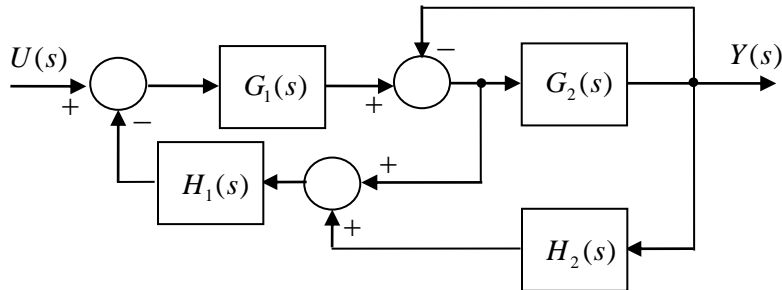 U(s)
+
−
G₁(s)
+
−
G₂(s)
Y(s)
H₁(s)
+
+
H₂(s)